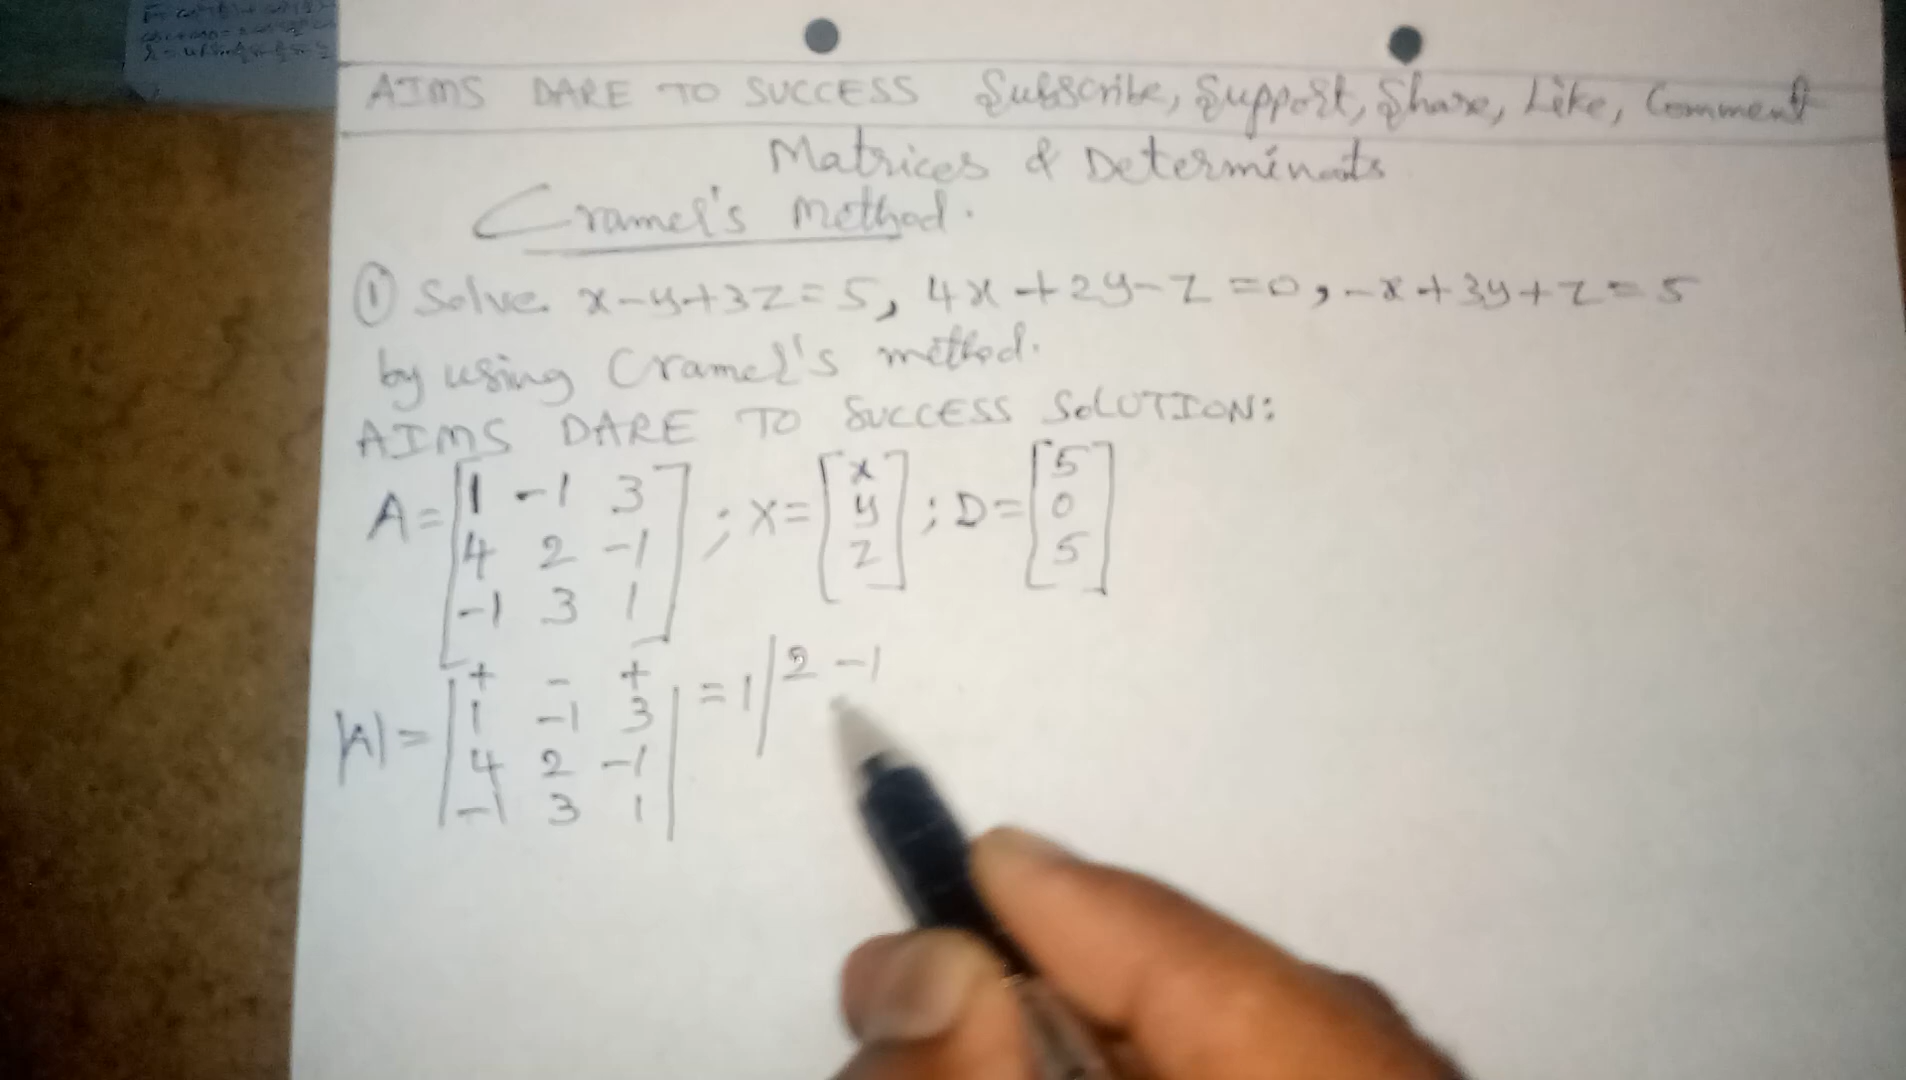 AIMS DARE TO SUCCESS Subscribe, Support, Share, Like, Comment
Matrices & Determinats
Cramer's Method.
① Solve x-y+3z=5, 4x+2y-z=0, -x+3y+z=5
by using Cramer's method.
AIMS DARE TO SUCCESS SOLUTION:
A= [1 -1 3 ; X= [x ; D= [5
4 2 -1 y 0
-1 3 1] z] 5]
+ - +
|A|= |1 -1 3| =1 |2 -1
4 2 -1
-1 3 1